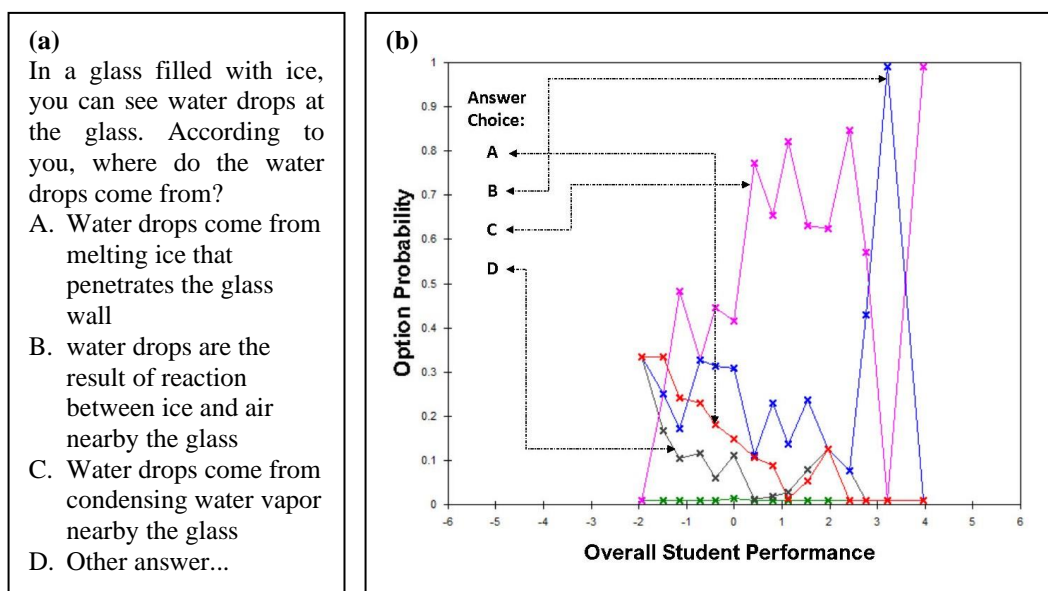 (a)
In a glass filled with ice,
you can see water drops at
the glass. According to
you, where do the water
drops come from?
A. Water drops come from
melting ice that
penetrates the glass
wall
B. water drops are the
result of reaction
between ice and air
nearby the glass
C. Water drops come from
condensing water vapor
nearby the glass
D. Other answer...
(b)
Answer
Choice:
A
B
C
D
Option Probability
1
0.9
0.8
0.7
0.6
0.5
0.4
0.3
0.2
0.1
0
-6 -5 -4 -3 -2 -1 0 1 2 3 4 5 6
Overall Student Performance